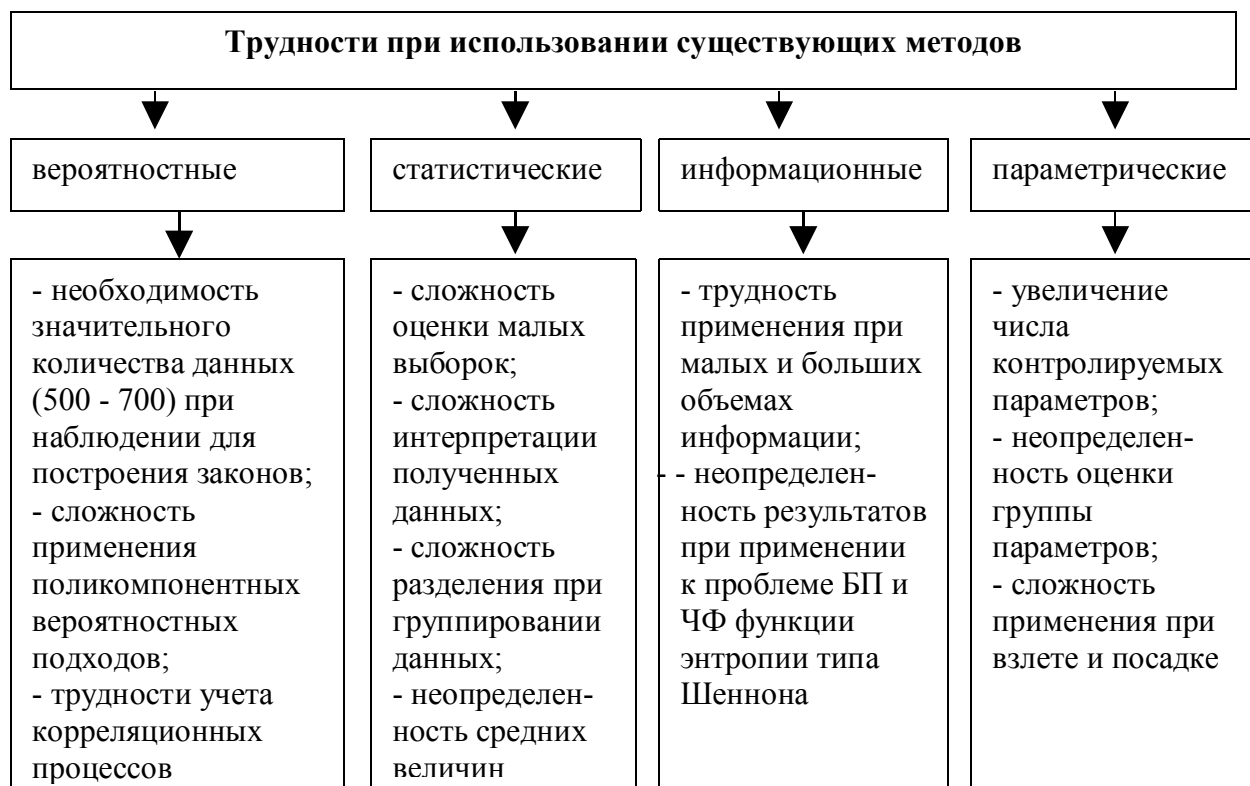 Трудности при использовании существующих методов
вероятностные
статистические
информационные
параметрические
- необходимость
значительного
количества данных
(500 - 700) при
наблюдении для
построения законов;
- сложность
применения
поликомпонентных
вероятностных
подходов;
- трудности учета
корреляционных
процессов
- сложность
оценки малых
выборок;
- сложность
интерпретации
полученных
данных;
- сложность
разделения при
группировании
данных;
- неопределен-
ность средних
величин
- трудность
применения при
малых и больших
объемах
информации;
- - неопределен-
ность результатов
при применении
к проблеме БП и
ЧФ функции
энтропии типа
Шеннона
- увеличение
числа
контролируемых
параметров;
- неопределен-
ность оценки
группы
параметров;
- сложность
применения при
взлете и посадке